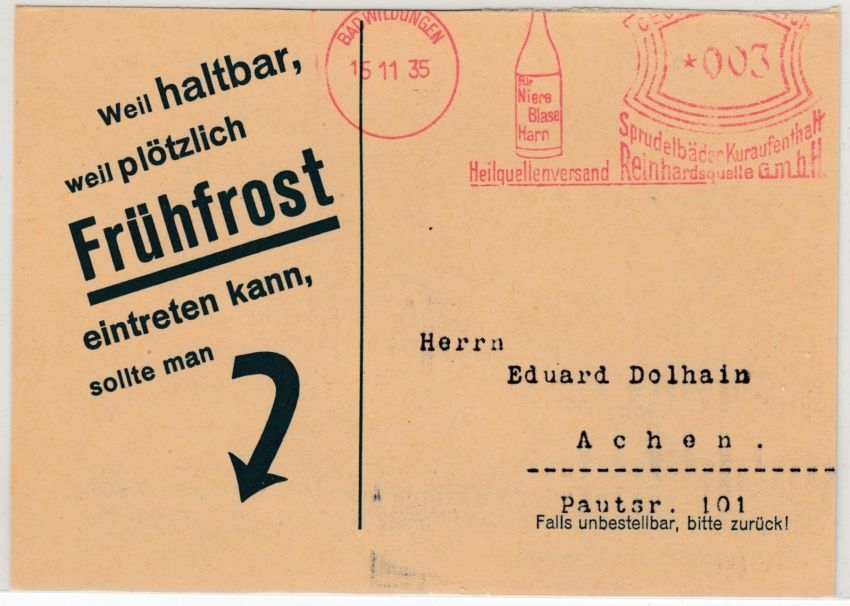 Weil haltbar,
weil plötzlich
Frühfrost
eintreten kann,
sollte man
BAD WILDUNGEN
15 11 35
für
Niere
Blase
Harn
Heilquellenversand
*003
Sprudelbäder Kuraufenthalt
Reinhardsquelle G.m.b.H.
Herrn
Eduard Dolhain
Achen.
Pautsr. 101
Falls unbestellbar, bitte zurück!